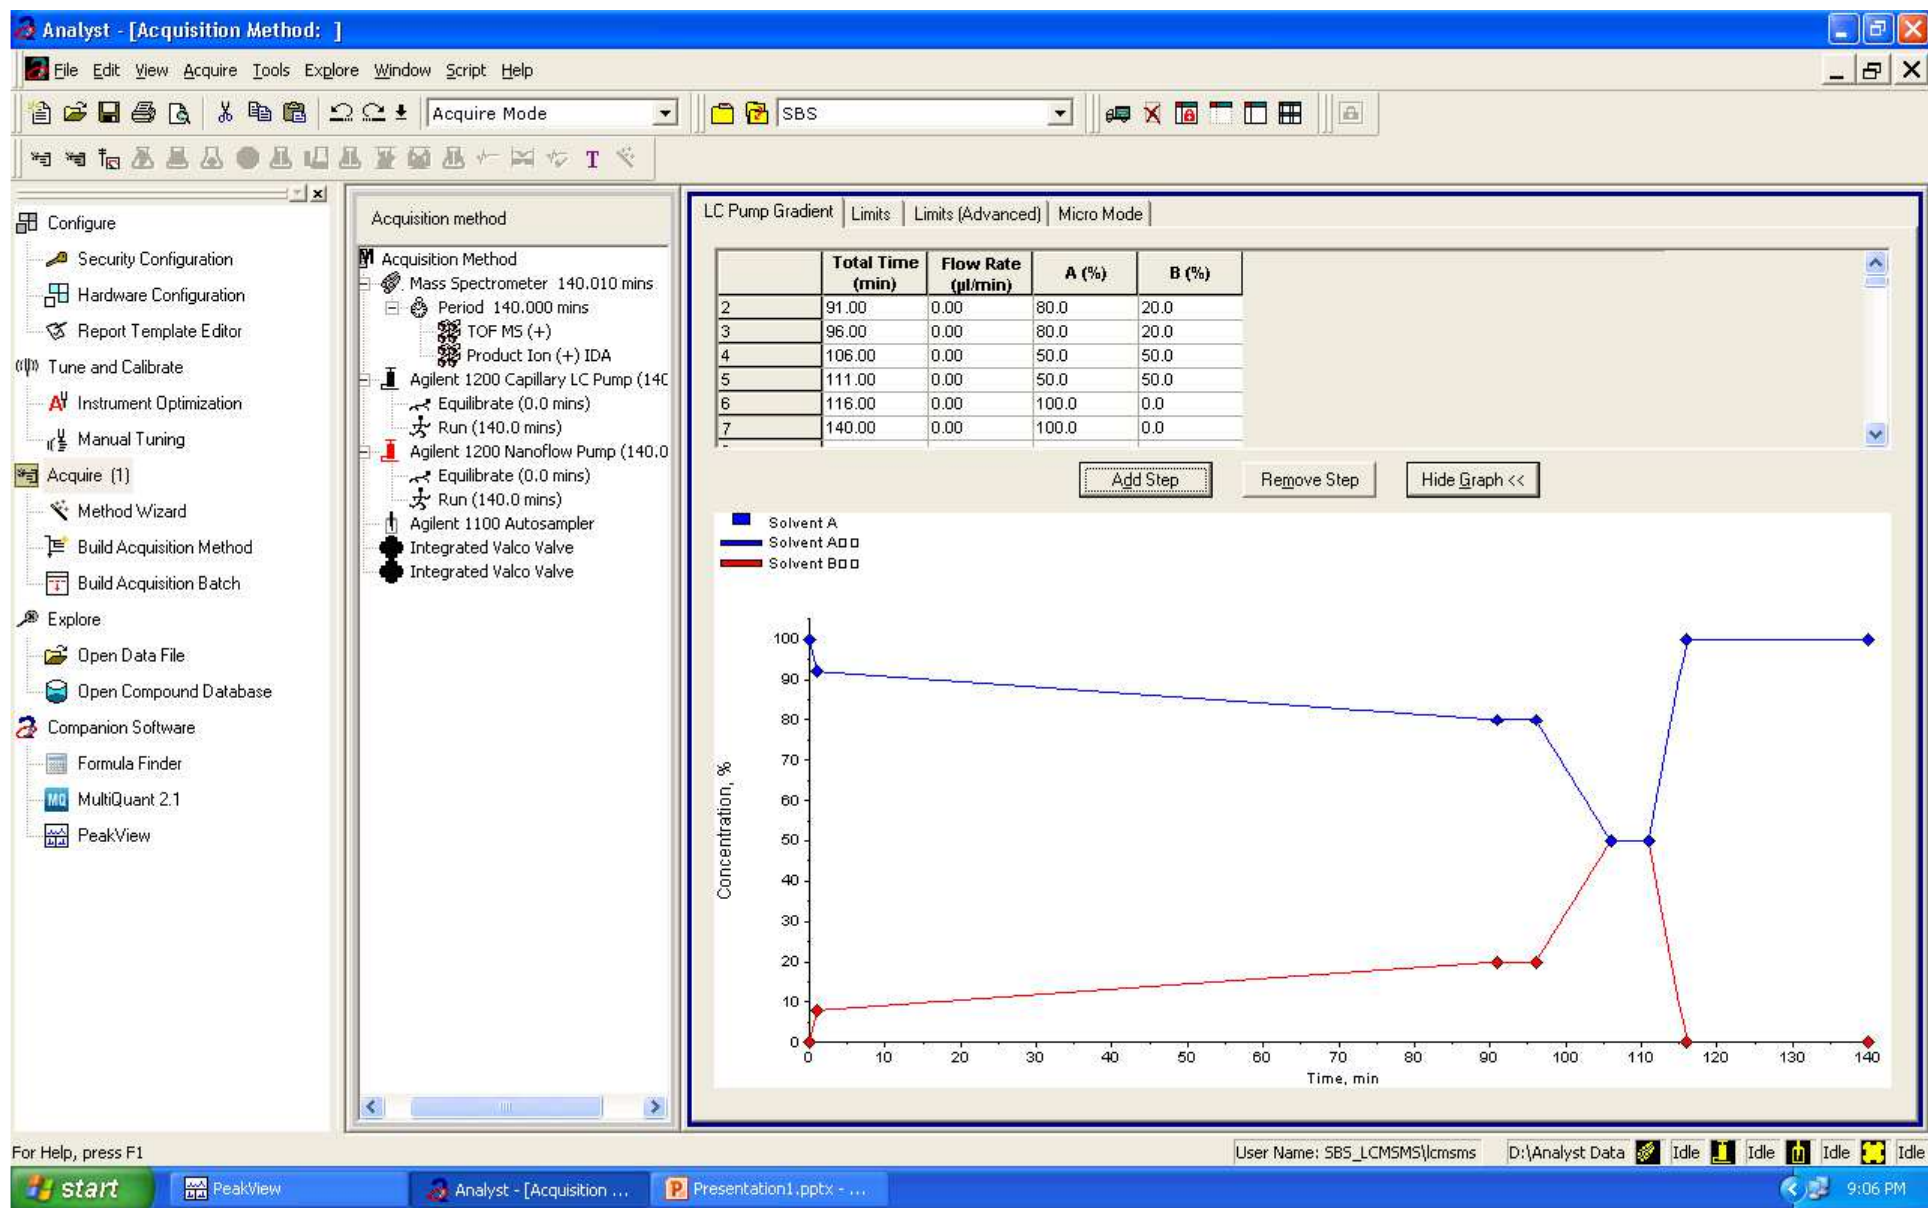 Analyst - [Acquisition Method:  ]
File Edit View Acquire Tools Explore Window Script Help
Acquire Mode
SBS
T
Configure
Security Configuration
Hardware Configuration
Report Template Editor
Tune and Calibrate
Instrument Optimization
Manual Tuning
Acquire (1)
Method Wizard
Build Acquisition Method
Build Acquisition Batch
Explore
Open Data File
Open Compound Database
Companion Software
Formula Finder
MQ MultiQuant 2.1
PeakView
Acquisition method
Acquisition Method
Mass Spectrometer 140.010 mins
Period 140.000 mins
TOF MS (+)
Product Ion (+) IDA
Agilent 1200 Capillary LC Pump (140
Equilibrate (0.0 mins)
Run (140.0 mins)
Agilent 1200 Nanoflow Pump (140.0
Equilibrate (0.0 mins)
Run (140.0 mins)
Agilent 1100 Autosampler
Integrated Valco Valve
Integrated Valco Valve
LC Pump Gradient Limits Limits (Advanced) Micro Mode
Total Time (min) Flow Rate (µl/min) A (%) B (%)
2 91.00 0.00 80.0 20.0
3 96.00 0.00 80.0 20.0
4 106.00 0.00 50.0 50.0
5 111.00 0.00 50.0 50.0
6 116.00 0.00 100.0 0.0
7 140.00 0.00 100.0 0.0
Add Step Remove Step Hide Graph <<
Solvent A
Solvent A□□
Solvent B□□
100
90
80
70
60
50
40
30
20
10
0
Concentration, %
0 10 20 30 40 50 60 70 80 90 100 110 120 130 140
Time, min
For Help, press F1
User Name: SBS_LCMSMS\lcmsms D:\Analyst Data Idle Idle Idle Idle
start PeakView Analyst - [Acquisition ... Presentation1.pptx - ... 9:06 PM